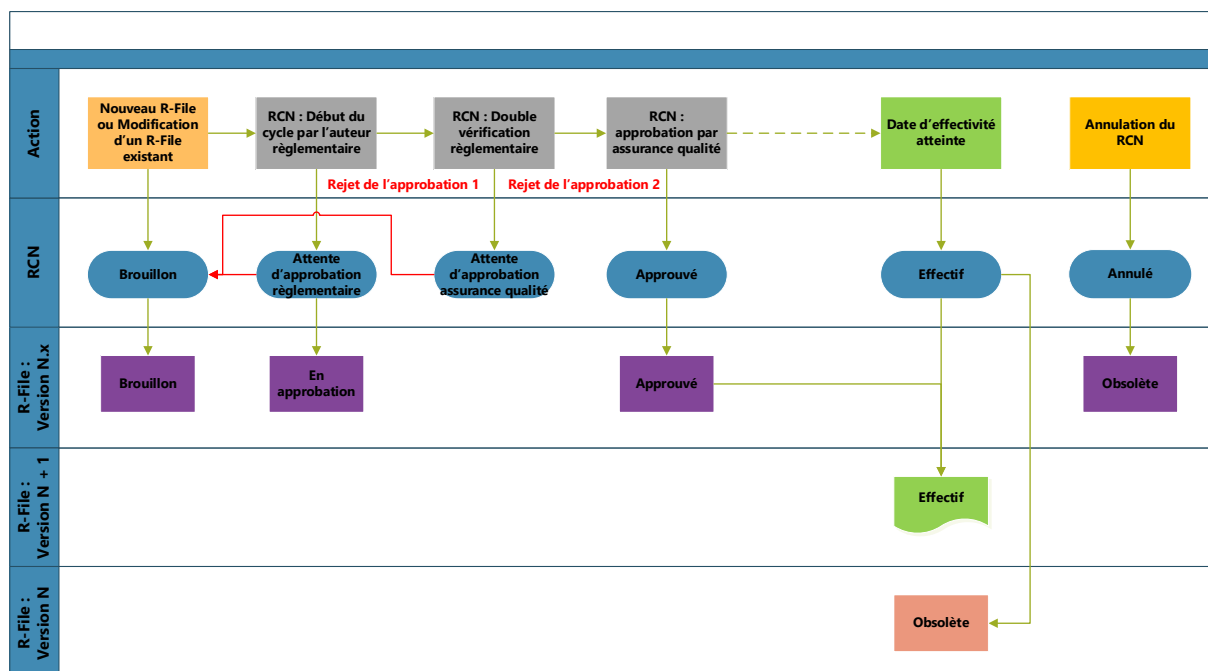 Action
Nouveau R-File
ou Modification
d'un R-File
existant
RCN : Début du
cycle par l'auteur
règlementaire
RCN : Double
vérification
règlementaire
RCN :
approbation par
assurance qualité
Date d'effectivité
atteinte
Annulation du
RCN
Rejet de l'approbation 1
Rejet de l'approbation 2
RCN
Brouillon
Attente
d'approbation
règlementaire
Attente
d'approbation
assurance qualité
Approuvé
Effectif
Annulé
R-File :
Version N.x
Brouillon
En
approbation
Approuvé
Obsolète
R-File :
Version N + 1
Effectif
R-File :
Version N
Obsolète